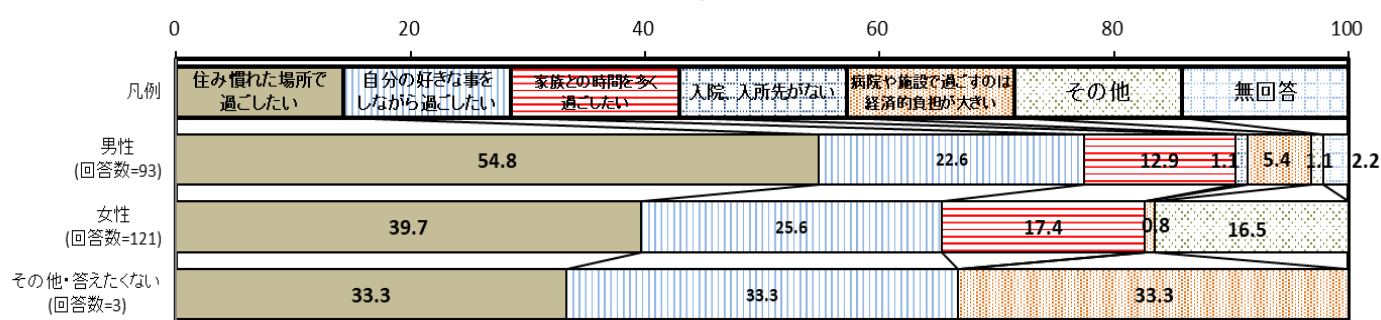 0 20 40 60 80 100
凡例
住み慣れた場所で
過ごしたい
自分の好きな事を
しながら過ごしたい
家族との時間を多く
過ごしたい
入院、入所先がない
病院や施設で過ごすのは
経済的負担が大きい
その他
無回答
男性
(回答数=93)
54.8 22.6 12.9 1.1 5.4 1.1 2.2
女性
(回答数=121)
39.7 25.6 17.4 0.8 16.5
その他・答えたくない
(回答数=3)
33.3 33.3 33.3